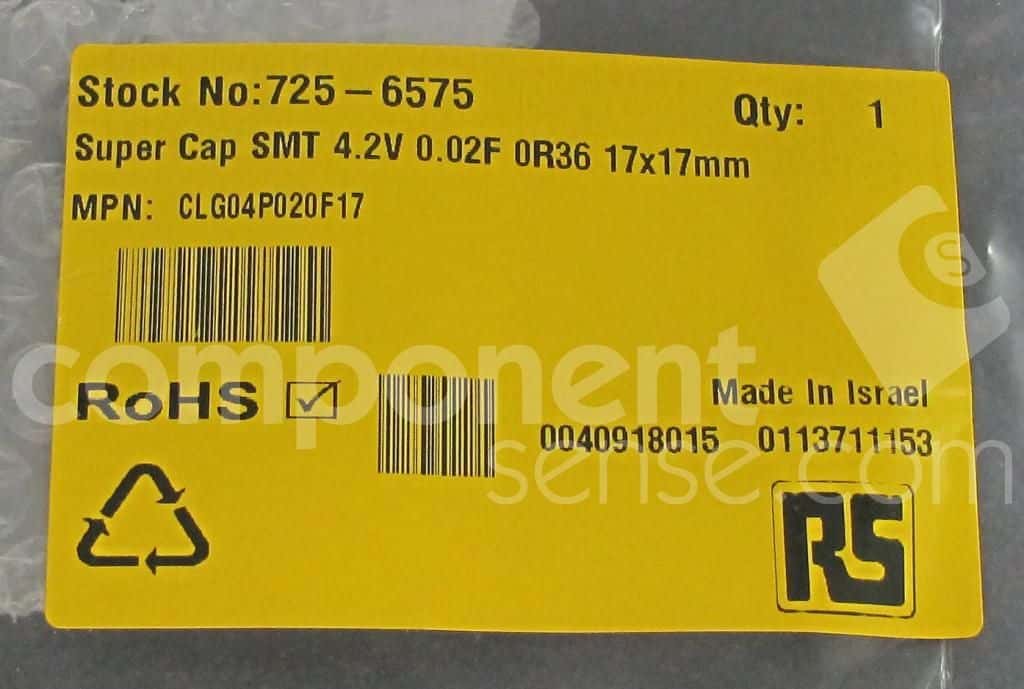 Stock No:725-6575
Qty: 1
Super Cap SMT 4.2V 0.02F 0R36 17x17mm
MPN: CLG04P020F17
RoHS
Made In Israel
0040918015 0113711153
RS
component
sense.com
CS